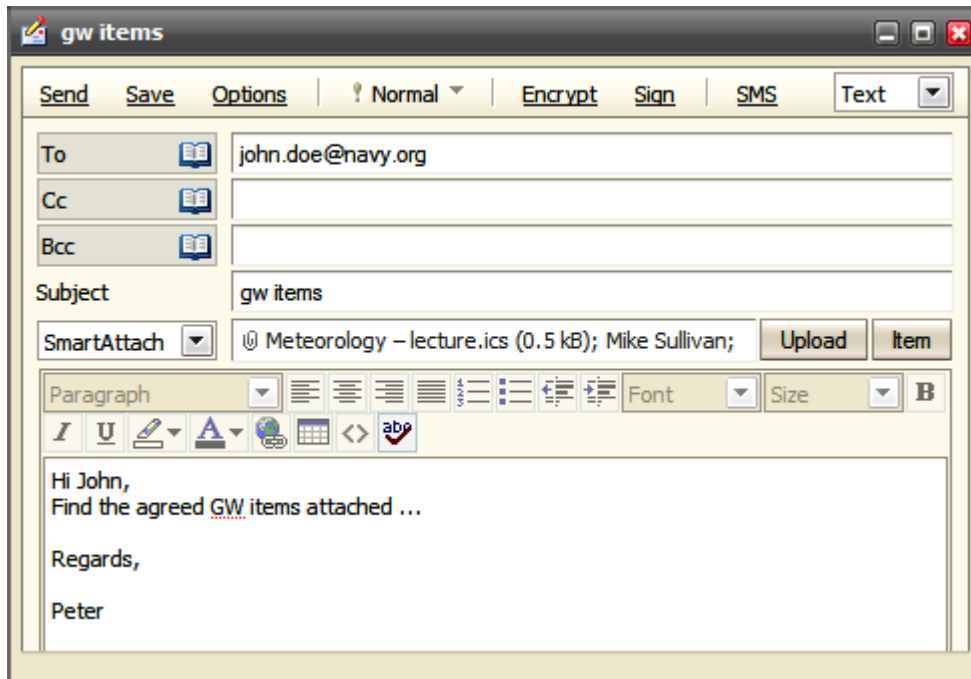 gw items
Send Save Options ! Normal Encrypt Sign SMS Text
To john.doe@navy.org
Cc
Bcc
Subject gw items
SmartAttach Meteorology – lecture.ics (0.5 kB); Mike Sullivan; Upload Item
Paragraph Font Size B
I U A <> abc
Hi John,
Find the agreed GW items attached ...
Regards,
Peter